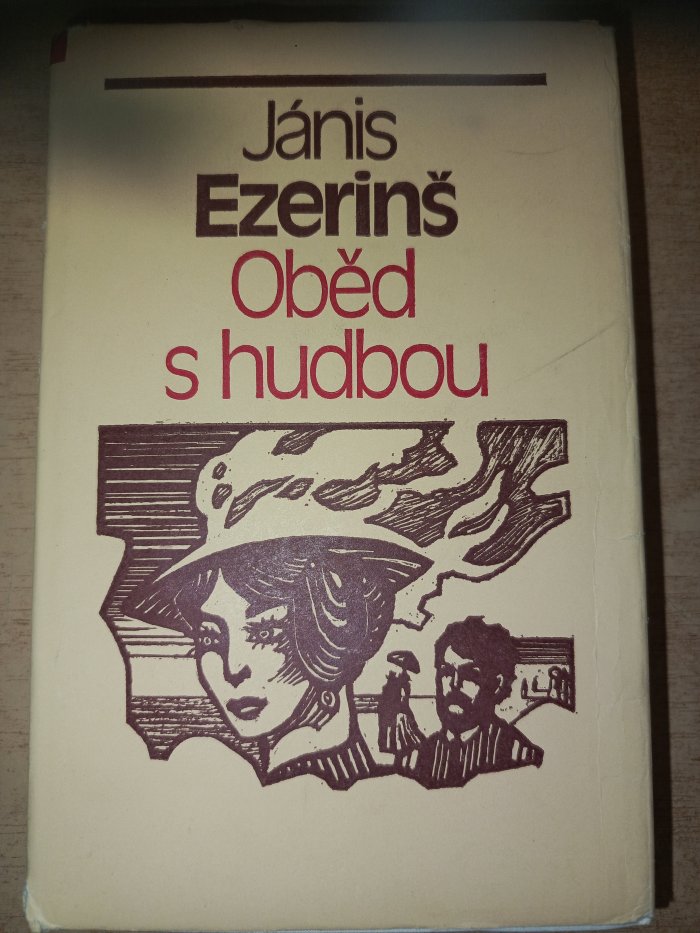 Jánis
Ezerinš
Oběd
s hudbou